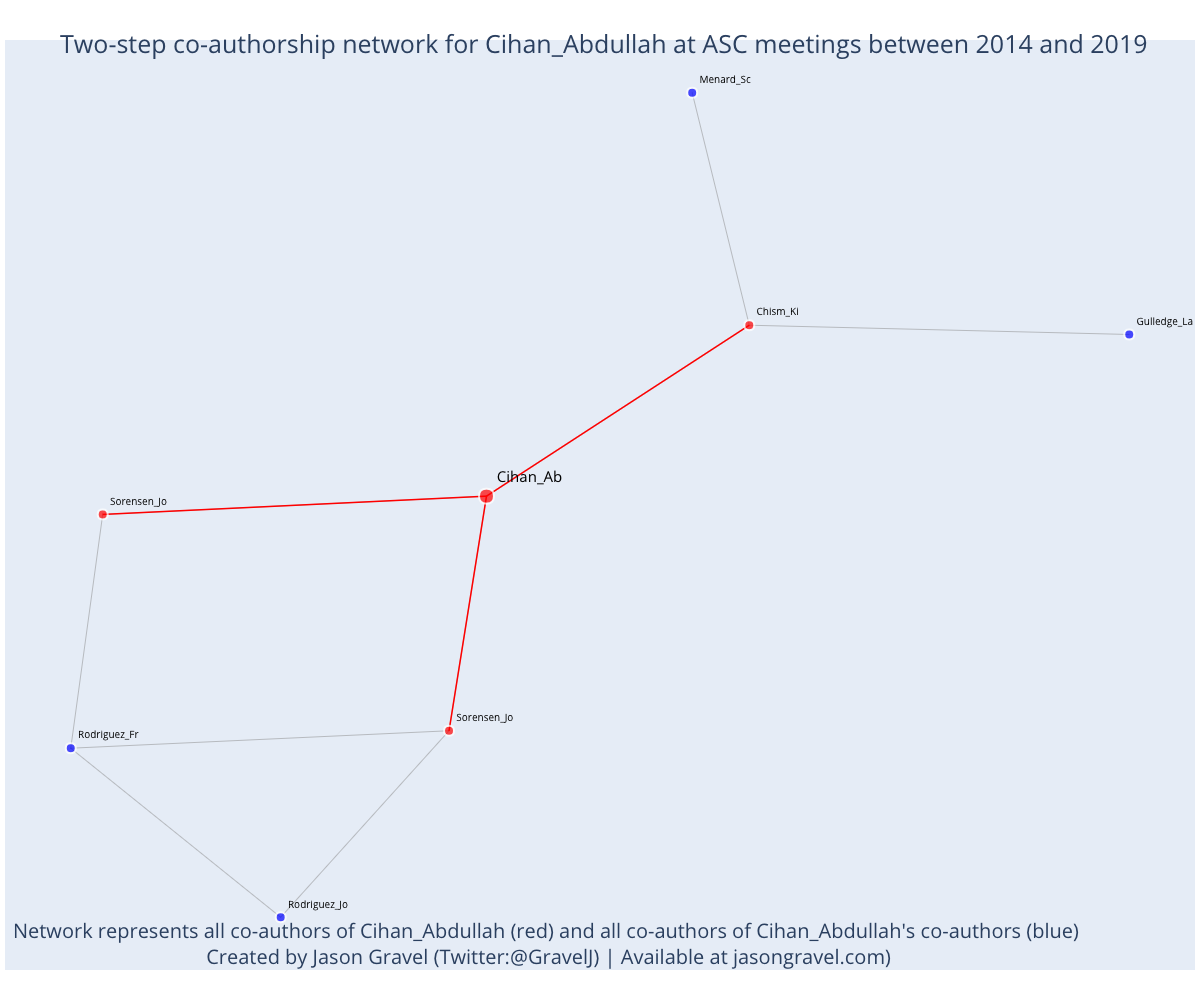 Two-step co-authorship network for Cihan_Abdullah at ASC meetings between 2014 and 2019
Menard_Sc
Chism_Ki
Gulledge_La
Cihan_Ab
Sorensen_Jo
Sorensen_Jo
Rodriguez_Fr
Rodriguez_Jo
Network represents all co-authors of Cihan_Abdullah (red) and all co-authors of Cihan_Abdullah's co-authors (blue)
Created by Jason Gravel (Twitter:@GravelJ) | Available at jasongravel.com)